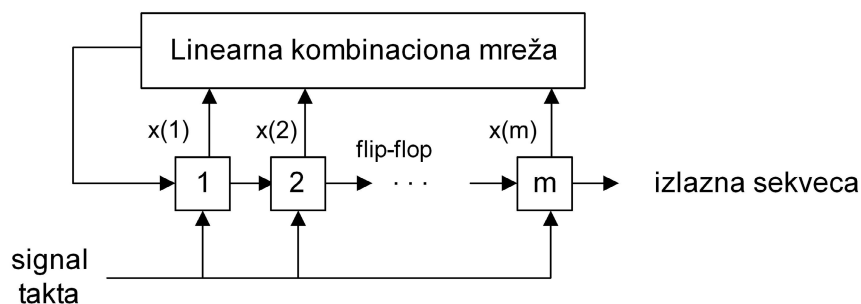 Linearna kombinaciona mreža
x(1)
x(2)
x(m)
flip-flop
1
2
. . .
m
izlazna sekveca
signal
takta